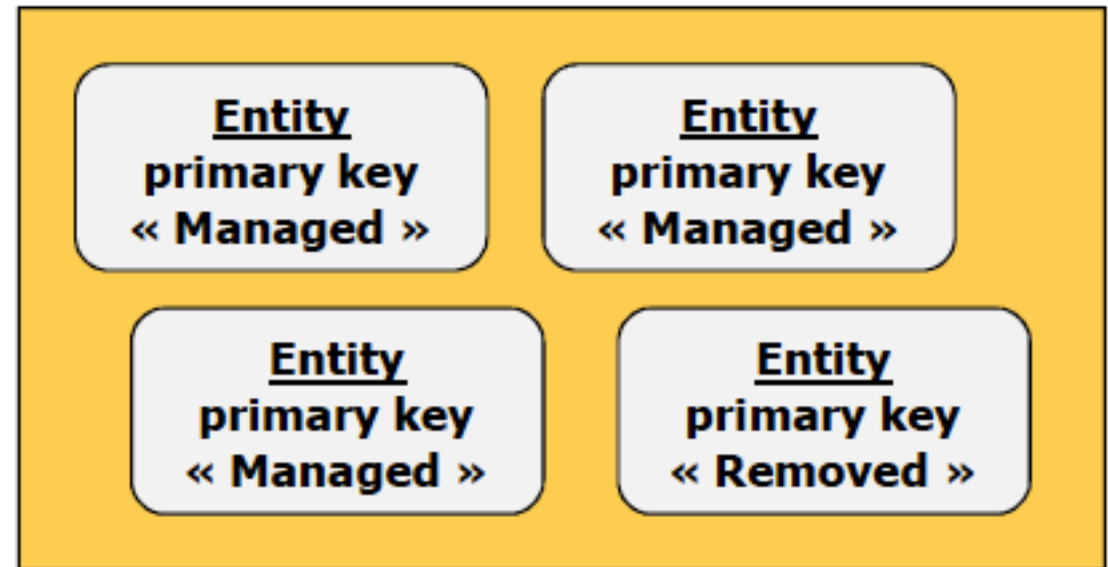 Entity
primary key
« Managed »
Entity
primary key
« Managed »
Entity
primary key
« Managed »
Entity
primary key
« Removed »